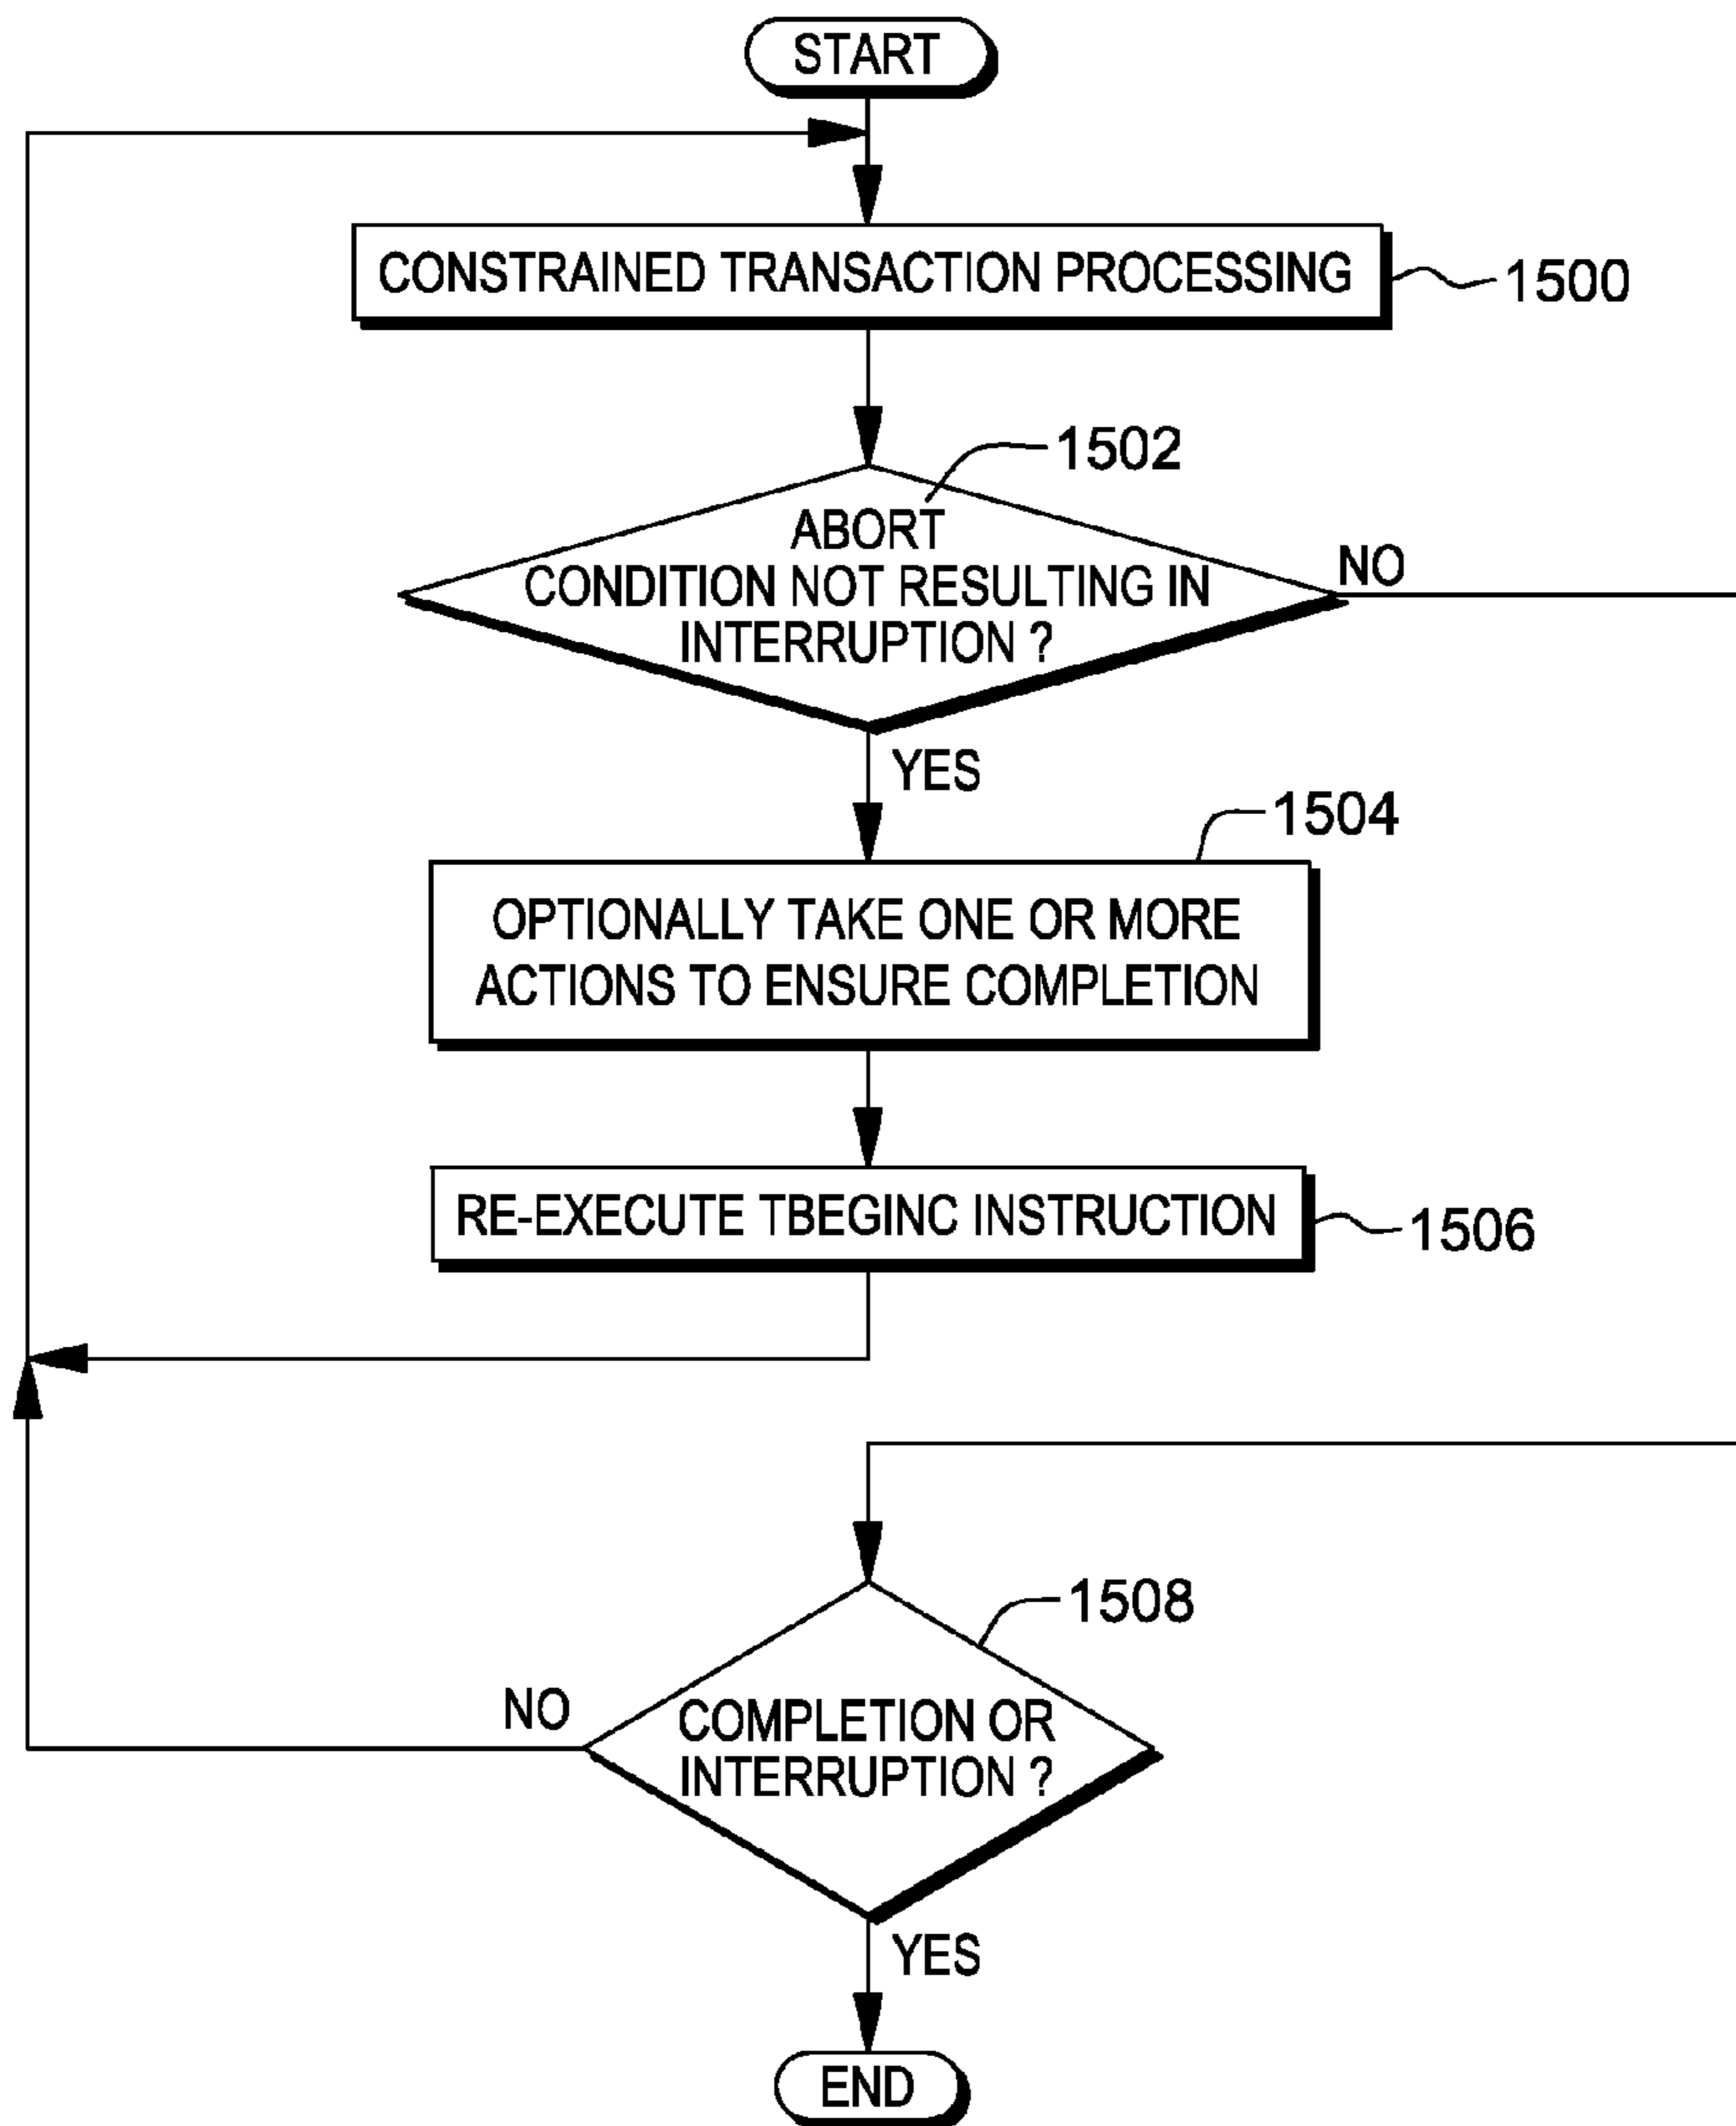 START
CONSTRAINED TRANSACTION PROCESSING
1500
1502
ABORT
CONDITION NOT RESULTING IN
INTERRUPTION ?
NO
YES
1504
OPTIONALLY TAKE ONE OR MORE
ACTIONS TO ENSURE COMPLETION
RE-EXECUTE TBEGINC INSTRUCTION
1506
1508
NO
COMPLETION OR
INTERRUPTION ?
YES
END